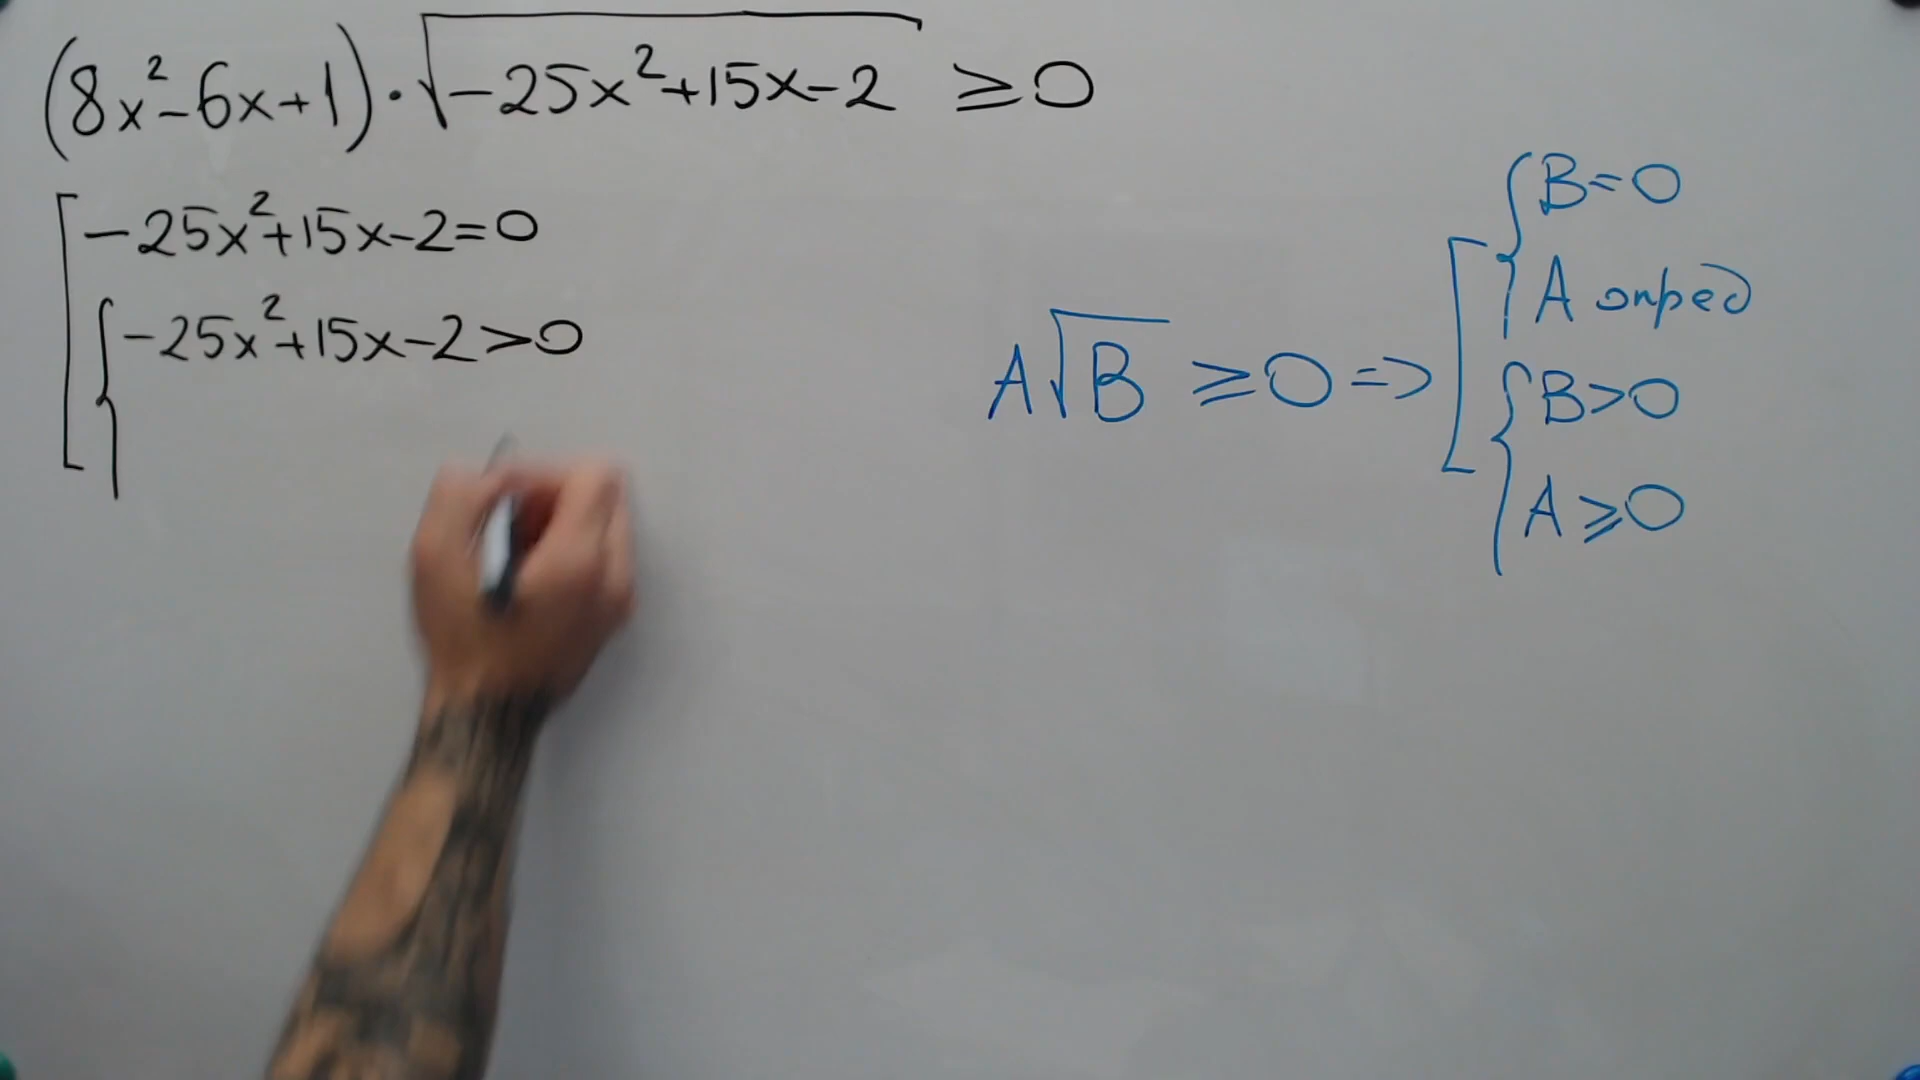 (8x²-6x+1)·√(-25x²+15x-2) ≥0
-25x²+15x-2=0
-25x²+15x-2>0
A√B ≥0 =>
B=0
A опред
B>0
A≥0